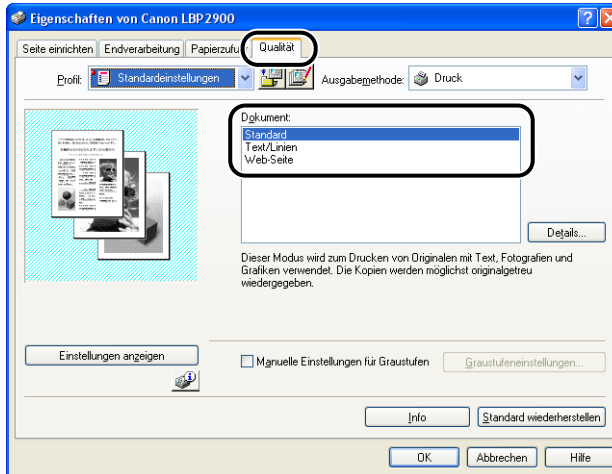 Eigenschaften von Canon LBP2900
Seite einrichten Endverarbeitung Papierzufu Qualität
Profil: Standardeinstellungen Ausgabemethode: Druck
Dokument:
Standard
Text/Linien
Web-Seite
Details...
Dieser Modus wird zum Drucken von Originalen mit Text, Fotografien und
Grafiken verwendet. Die Kopien werden möglichst originalgetreu
wiedergegeben.
Einstellungen anzeigen
Manuelle Einstellungen für Graustufen Graustufeneinstellungen...
Info Standard wiederherstellen
OK Abbrechen Hilfe